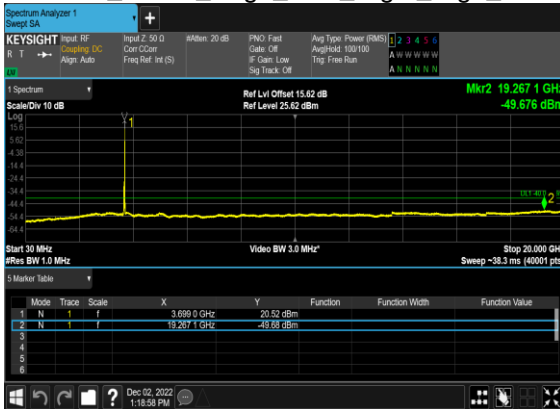 Spectrum Analyzer 1
Swept SA
+
KEYSIGHT Input: RF Input Z: 50 Ω #Atten: 20 dB PNO: Fast Avg Type: Power (RMS) 1 2 3 4 5 6
R T Coupling: DC Corr CCorr Gate: Off Avg|Hold: 100/100 A W W W W W
Align: Auto Freq Ref: Int (S) IF Gain: Low Trig: Free Run
LXI Sig Track: Off A N N N N N
1 Spectrum Ref Lvl Offset 15.62 dB Mkr2 19.267 1 GHz
Scale/Div 10 dB Ref Level 25.62 dBm -49.676 dBm
Log
15.6
5.62
-4.38
-14.4
-24.4
-34.4
-44.4
-54.4
-64.4
1
2
Start 30 MHz Video BW 3.0 MHz* Stop 20.000 GH
#Res BW 1.0 MHz Sweep ~38.3 ms (40001 pts
5 Marker Table
Mode Trace Scale X Y Function Function Width Function Value
1 N 1 f 3.699 0 GHz 20.52 dBm
2 N 1 f 19.267 1 GHz -49.68 dBm
3
4
5
6
? Dec 02, 2022
1:18:58 PM